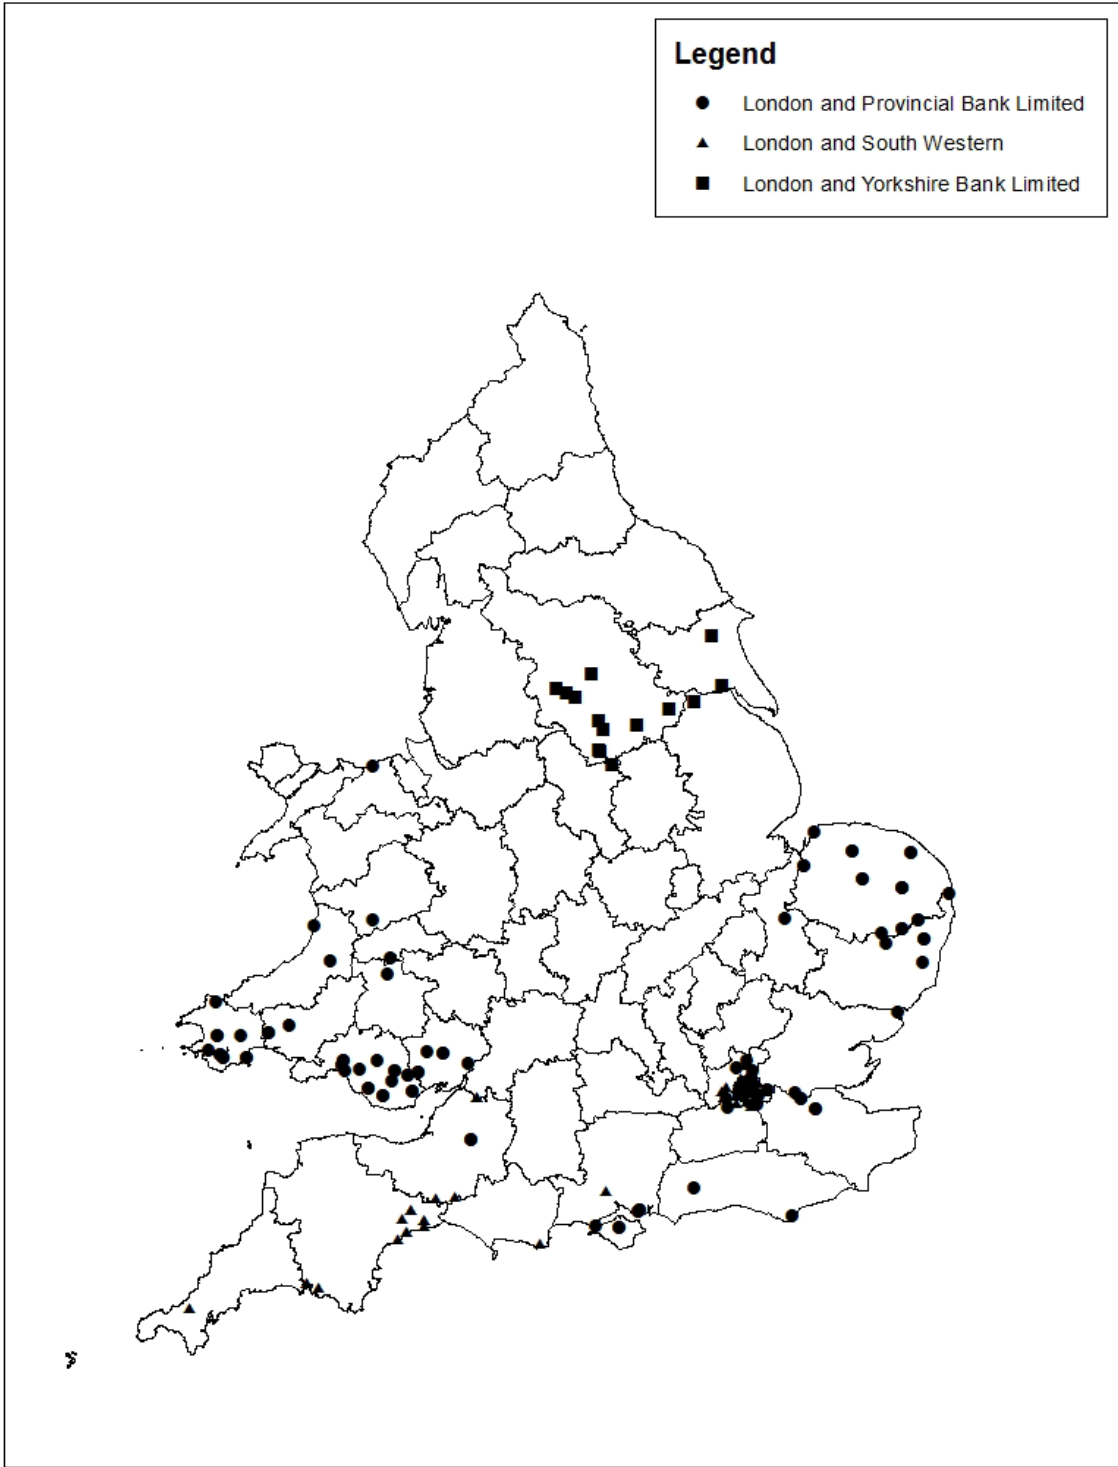 Legend
London and Provincial Bank Limited
London and South Western
London and Yorkshire Bank Limited